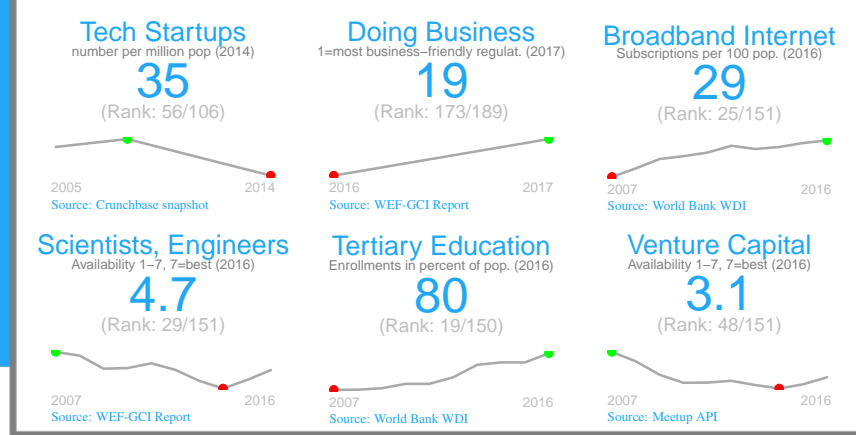 Tech Startups
number per million pop (2014)
35
(Rank: 56/106)
2005 2014
Source: Crunchbase snapshot
Doing Business
1=most business−friendly regulat. (2017)
19
(Rank: 173/189)
2016 2017
Source: WEF-GCI Report
Broadband Internet
Subscriptions per 100 pop. (2016)
29
(Rank: 25/151)
2007 2016
Source: World Bank WDI
Scientists, Engineers
Availability 1−7, 7=best (2016)
4.7
(Rank: 29/151)
2007 2016
Source: WEF-GCI Report
Tertiary Education
Enrollments in percent of pop. (2016)
80
(Rank: 19/150)
2007 2016
Source: World Bank WDI
Venture Capital
Availability 1−7, 7=best (2016)
3.1
(Rank: 48/151)
2007 2016
Source: Meetup API